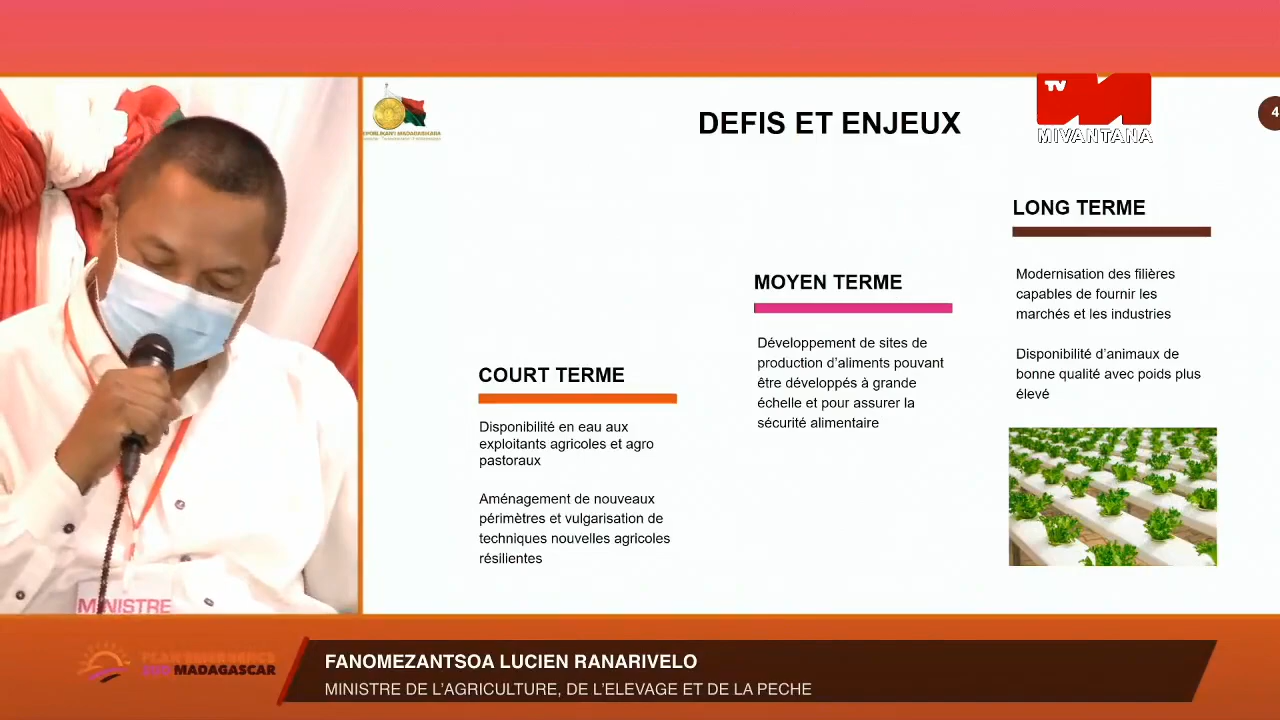 DEFIS ET ENJEUX
TV
MIVANTANA
4
COURT TERME
Disponibilité en eau aux
exploitants agricoles et agro
pastoraux
Aménagement de nouveaux
périmètres et vulgarisation de
techniques nouvelles agricoles
résilientes
MOYEN TERME
Développement de sites de
production d'aliments pouvant
être développés à grande
échelle et pour assurer la
sécurité alimentaire
LONG TERME
Modernisation des filières
capables de fournir les
marchés et les industries
Disponibilité d'animaux de
bonne qualité avec poids plus
élevé
MINISTRE
MADAGASCAR
FANOMEZANTSOA LUCIEN RANARIVELO
MINISTRE DE L'AGRICULTURE, DE L'ELEVAGE ET DE LA PECHE